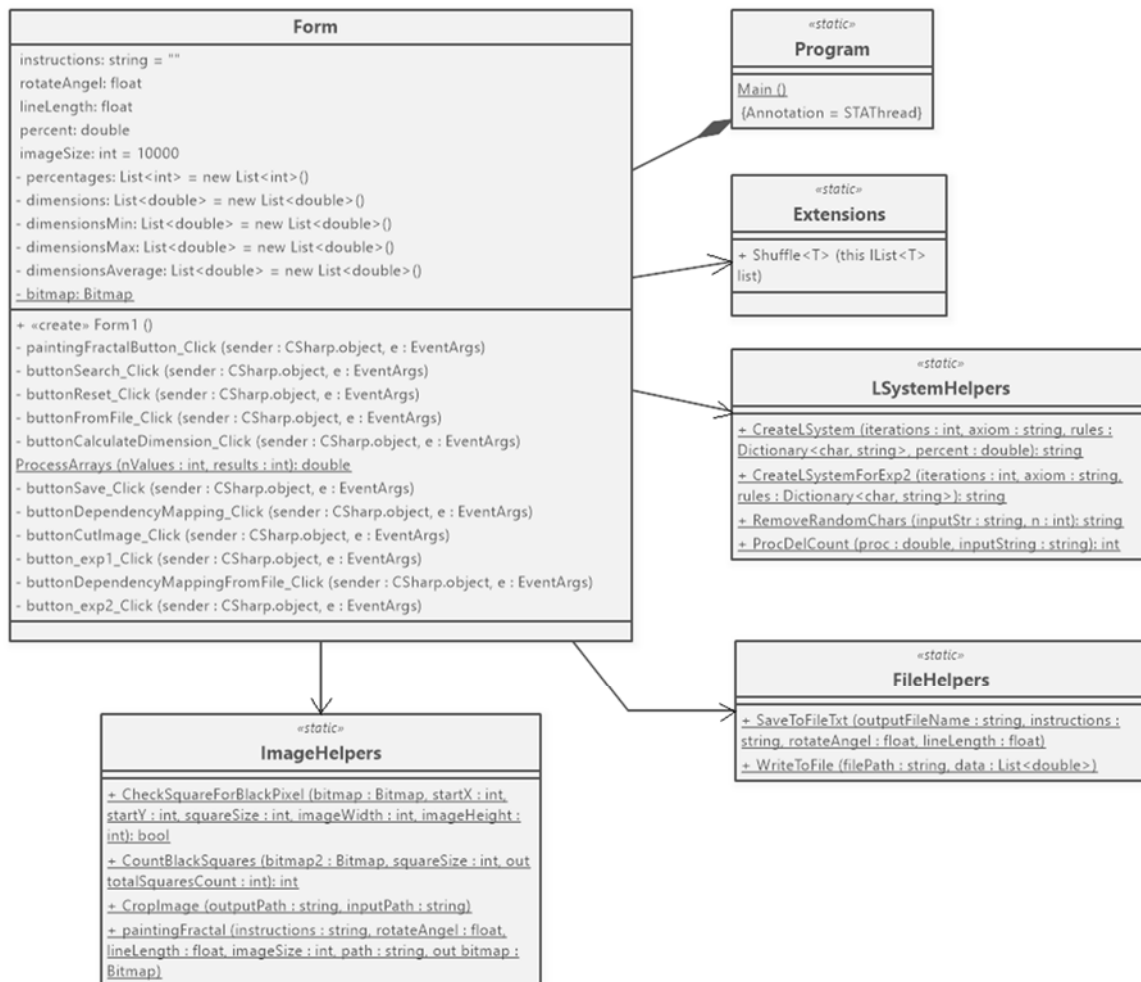 Form
instructions: string = ""
rotateAngel: float
lineLength: float
percent: double
imageSize: int = 10000
- percentages: List<int> = new List<int>()
- dimensions: List<double> = new List<double>()
- dimensionsMin: List<double> = new List<double>()
- dimensionsMax: List<double> = new List<double>()
- dimensionsAverage: List<double> = new List<double>()
- bitmap: Bitmap
+ «create» Form1 ()
- paintingFractalButton_Click (sender : CSharp.object, e : EventArgs)
- buttonSearch_Click (sender : CSharp.object, e : EventArgs)
- buttonReset_Click (sender : CSharp.object, e : EventArgs)
- buttonFromFile_Click (sender : CSharp.object, e : EventArgs)
- buttonCalculateDimension_Click (sender : CSharp.object, e : EventArgs)
ProcessArrays (nValues : int, results : int): double
- buttonSave_Click (sender : CSharp.object, e : EventArgs)
- buttonDependencyMapping_Click (sender : CSharp.object, e : EventArgs)
- buttonCutImage_Click (sender : CSharp.object, e : EventArgs)
- button_exp1_Click (sender : CSharp.object, e : EventArgs)
- buttonDependencyMappingFromFile_Click (sender : CSharp.object, e : EventArgs)
- button_exp2_Click (sender : CSharp.object, e : EventArgs)
«static»
Program
Main ()
{Annotation = STAThread}
«static»
Extensions
+ Shuffle<T> (this IList<T>
list)
«static»
LSystemHelpers
+ CreateLSystem (iterations : int, axiom : string, rules :
Dictionary<char, string>, percent : double): string
+ CreateLSystemForExp2 (iterations : int, axiom : string,
rules : Dictionary<char, string>): string
+ RemoveRandomChars (inputStr : string, n : int): string
+ ProcDelCount (proc : double, inputString : string): int
«static»
FileHelpers
+ SaveToFileTxt (outputFileName : string, instructions :
string, rotateAngel : float, lineLength : float)
+ WriteToFile (filePath : string, data : List<double>)
«static»
ImageHelpers
+ CheckSquareForBlackPixel (bitmap : Bitmap, startX : int,
startY : int, squareSize : int, imageWidth : int, imageHeight :
int): bool
+ CountBlackSquares (bitmap2 : Bitmap, squareSize : int, out
totalSquaresCount : int): int
+ CropImage (outputPath : string, inputPath : string)
+ paintingFractal (instructions : string, rotateAngel : float,
lineLength : float, imageSize : int, path : string, out bitmap :
Bitmap)